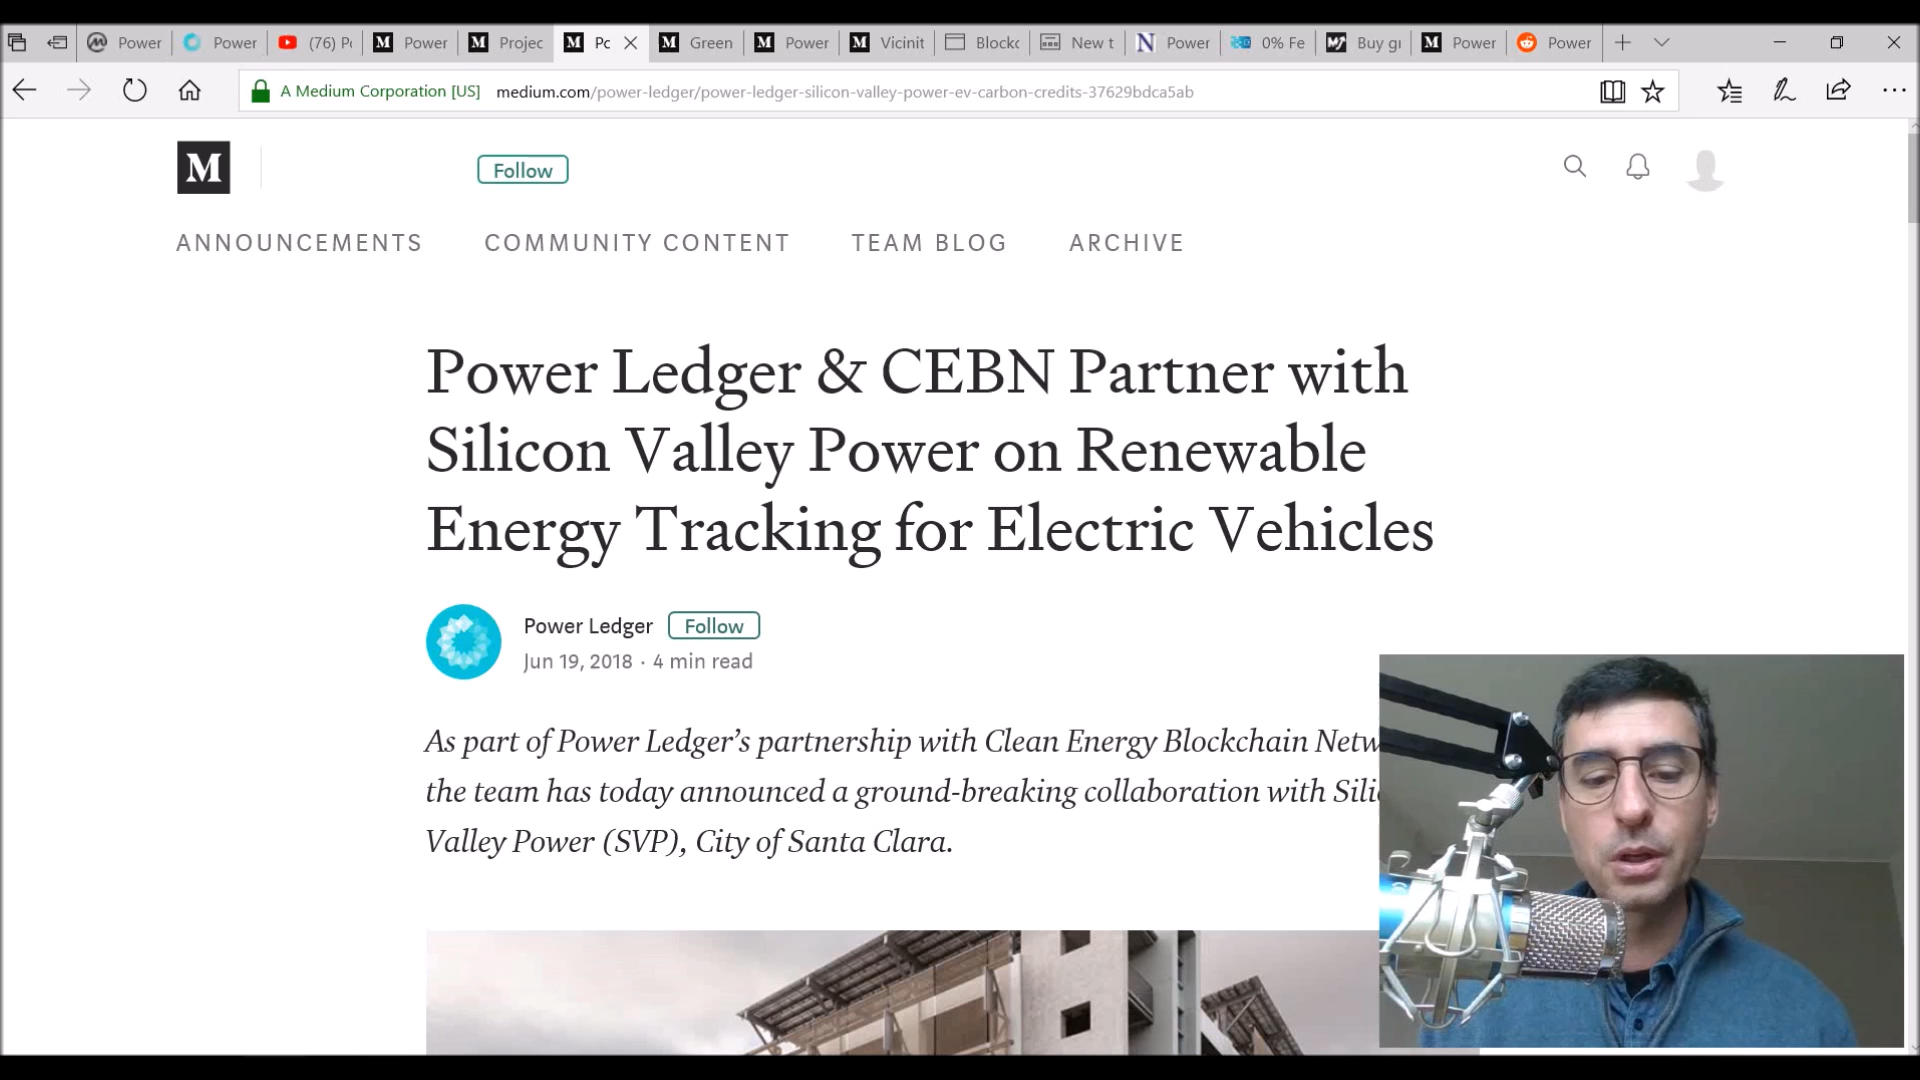 Power
Power
(76) P
Power
Projec
Pc
Green
Power
Vicinit
Blockc
New t
Power
0% Fe
Buy g
Power
Power
A Medium Corporation [US] medium.com/power-ledger/power-ledger-silicon-valley-power-ev-carbon-credits-37629bdca5ab
M
Follow
ANNOUNCEMENTS COMMUNITY CONTENT TEAM BLOG ARCHIVE
Power Ledger & CEBN Partner with
Silicon Valley Power on Renewable
Energy Tracking for Electric Vehicles
Power Ledger Follow
Jun 19, 2018 · 4 min read
As part of Power Ledger’s partnership with Clean Energy Blockchain Netw
the team has today announced a ground-breaking collaboration with Sili
Valley Power (SVP), City of Santa Clara.